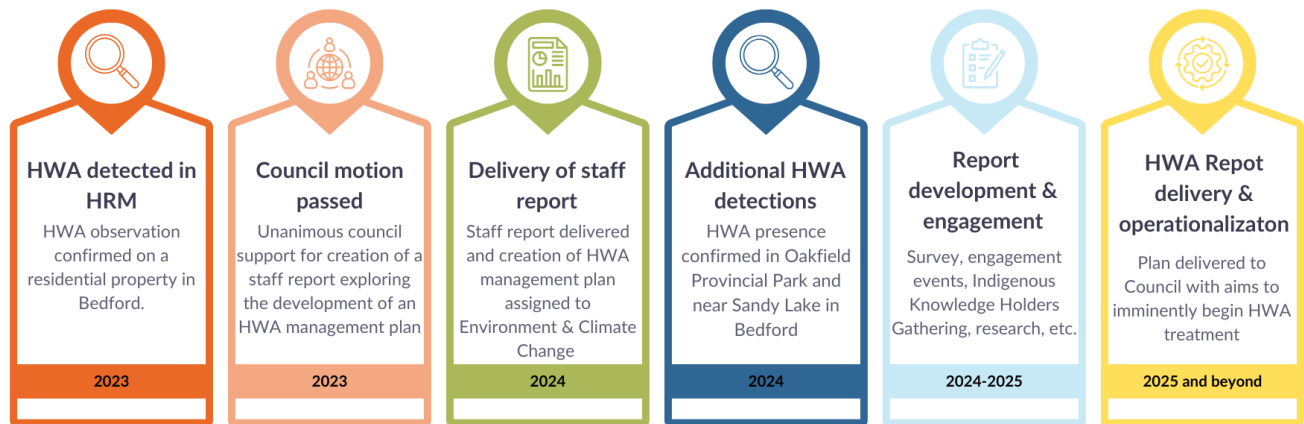 HWA detected in
HRM
HWA observation
confirmed on a
residential property in
Bedford.
2023
Council motion
passed
Unanimous council
support for creation of a
staff report exploring
the development of an
HWA management plan
2023
Delivery of staff
report
Staff report delivered
and creation of HWA
management plan
assigned to
Environment & Climate
Change
2024
Additional HWA
detections
HWA presence
confirmed in Oakfield
Provincial Park and
near Sandy Lake in
Bedford
2024
Report
development &
engagement
Survey, engagement
events, Indigenous
Knowledge Holders
Gathering, research, etc.
2024-2025
HWA Repot
delivery &
operationalizaton
Plan delivered to
Council with aims to
imminently begin HWA
treatment
2025 and beyond